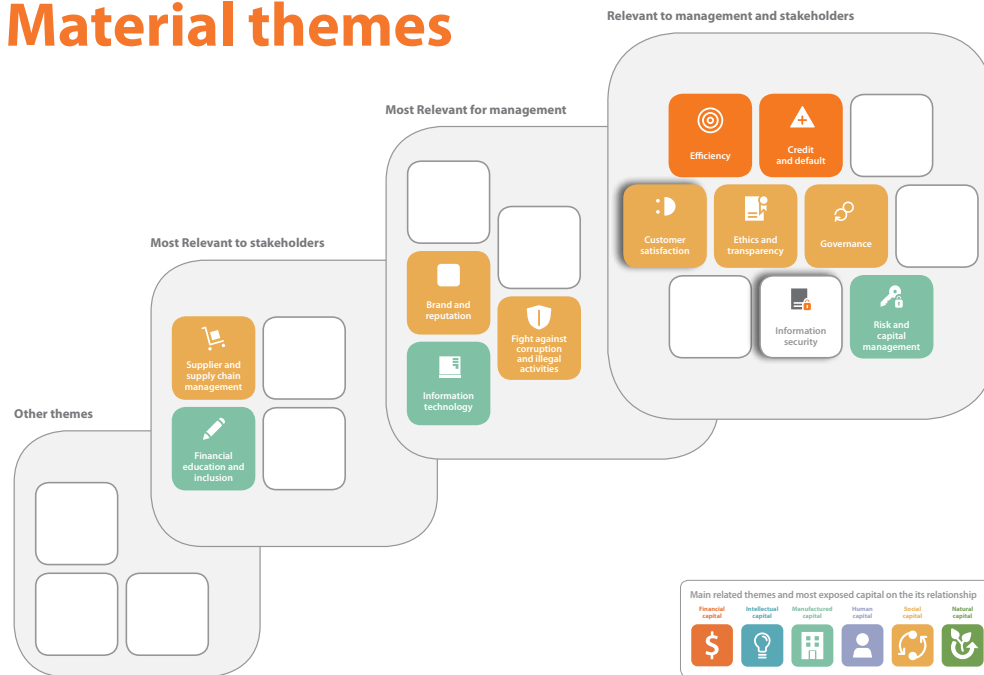 Material themes
Relevant to management and stakeholders
Efficiency
Credit
and default
Customer
satisfaction
Ethics and
transparency
Governance
Information
security
Risk and
capital
management
Most Relevant for management
Brand and
reputation
Fight against
corruption
and illegal
activities
Information
technology
Most Relevant to stakeholders
Supplier and
supply chain
management
Financial
education and
inclusion
Other themes
Main related themes and most exposed capital on the its relationship
Financial
capital
Intellectual
capital
Manufactured
capital
Human
capital
Social
capital
Natural
capital